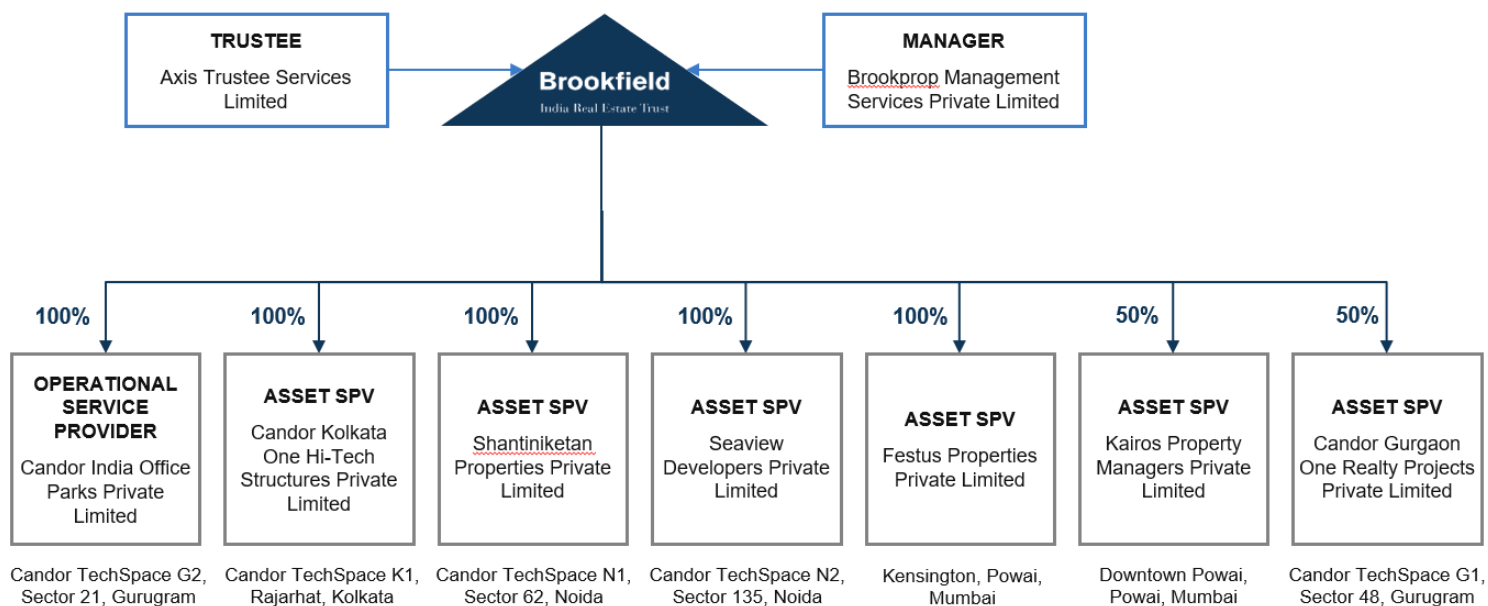 TRUSTEE
Axis Trustee Services
Limited
Brookfield
India Real Estate Trust
MANAGER
Brookprop Management
Services Private Limited
100%
100%
100%
100%
100%
50%
50%
OPERATIONAL
SERVICE
PROVIDER
Candor India Office
Parks Private
Limited
ASSET SPV
Candor Kolkata
One Hi-Tech
Structures Private
Limited
ASSET SPV
Shantiniketan
Properties Private
Limited
ASSET SPV
Seaview
Developers Private
Limited
ASSET SPV
Festus Properties
Private Limited
ASSET SPV
Kairos Property
Managers Private
Limited
ASSET SPV
Candor Gurgaon
One Realty Projects
Private Limited
Candor TechSpace G2,
Sector 21, Gurugram
Candor TechSpace K1,
Rajarhat, Kolkata
Candor TechSpace N1,
Sector 62, Noida
Candor TechSpace N2,
Sector 135, Noida
Kensington, Powai,
Mumbai
Downtown Powai,
Powai, Mumbai
Candor TechSpace G1,
Sector 48, Gurugram